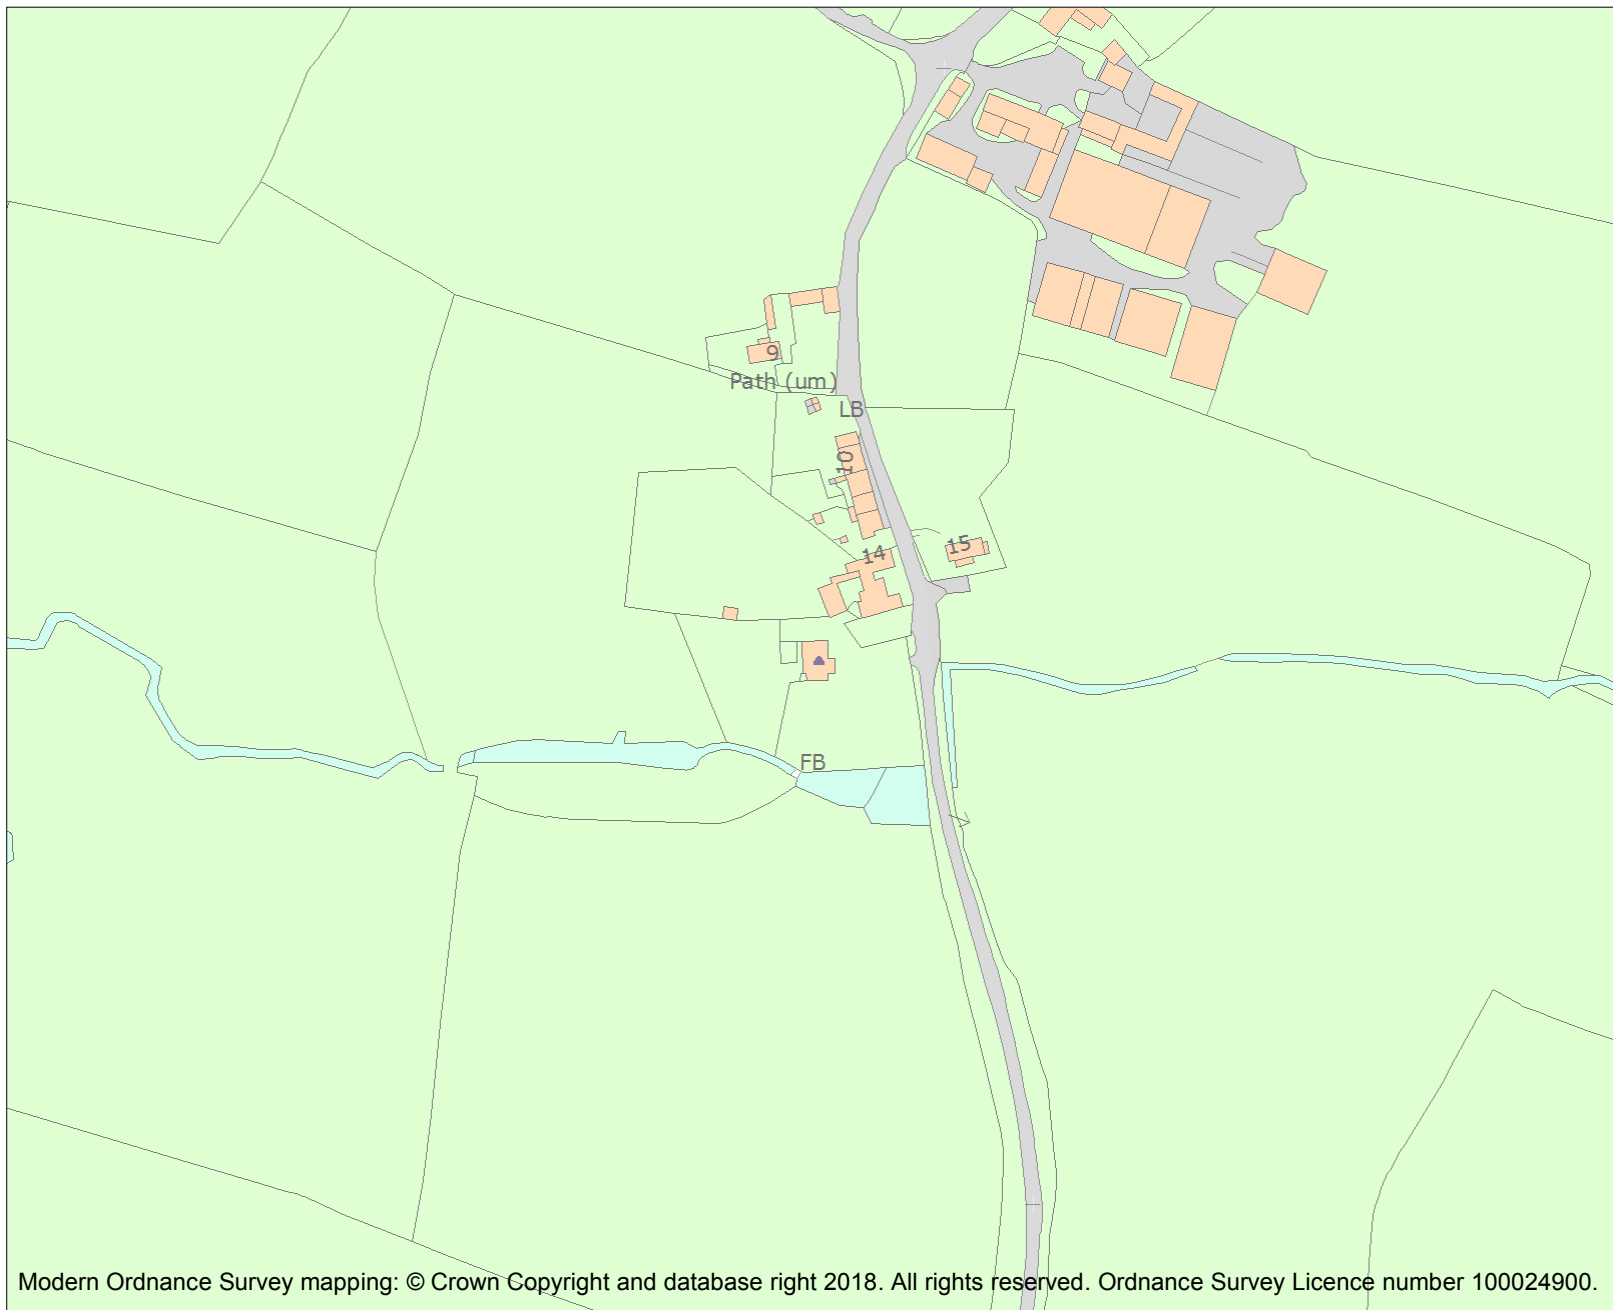 9
Path (um)
LB
10
15
14
FB
Modern Ordnance Survey mapping: © Crown Copyright and database right 2018. All rights reserved. Ordnance Survey Licence number 100024900.